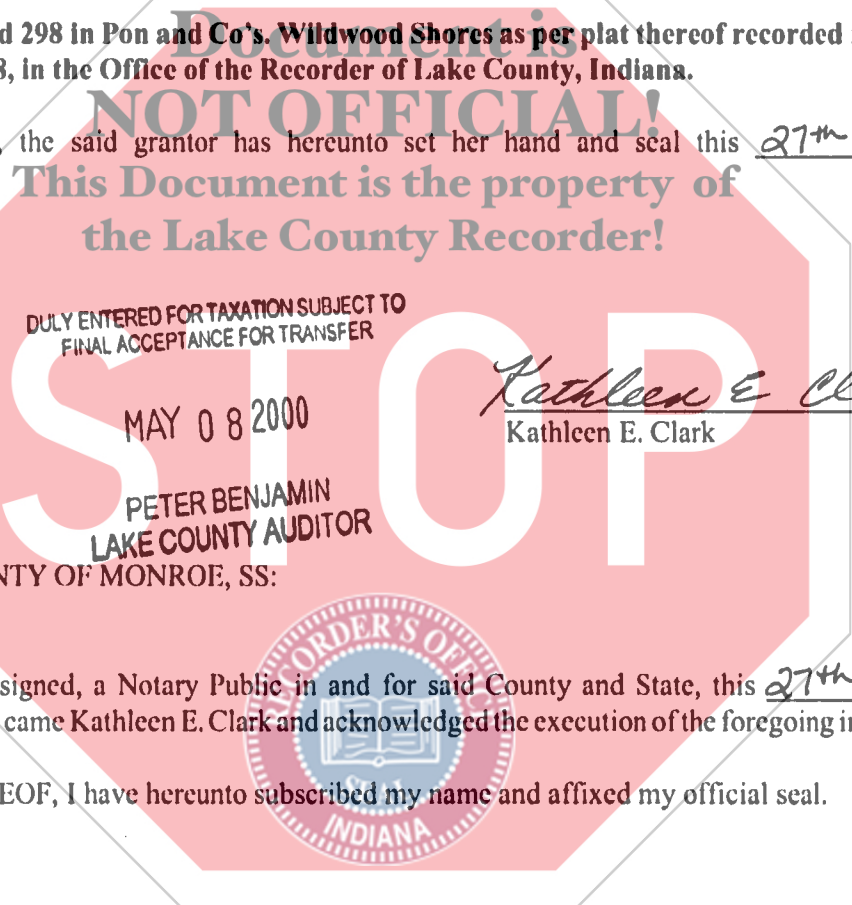 d 298 in Pon and Co's. Wildwood Shores as per plat thereof recorded
Document is
8, in the Office of the Recorder of Lake County, Indiana.
NOT OFFICIAL!
, the said grantor has hereunto set her hand and seal this 27th
This Document is the property of
the Lake County Recorder!
DULY ENTERED FOR TAXATION SUBJECT TO
FINAL ACCEPTANCE FOR TRANSFER
STOP
Kathleen E Cl
MAY 08 2000
Kathleen E. Clark
PETER BENJAMIN
LAKE COUNTY AUDITOR
NTY OF MONROE, SS:
RECORDER'S OFFICE
signed, a Notary Public in and for said County and State, this 27th
came Kathleen E. Clark and acknowledged the execution of the foregoing in
SEAL
EOF, I have hereunto subscribed my name and affixed my official seal.
INDIANA